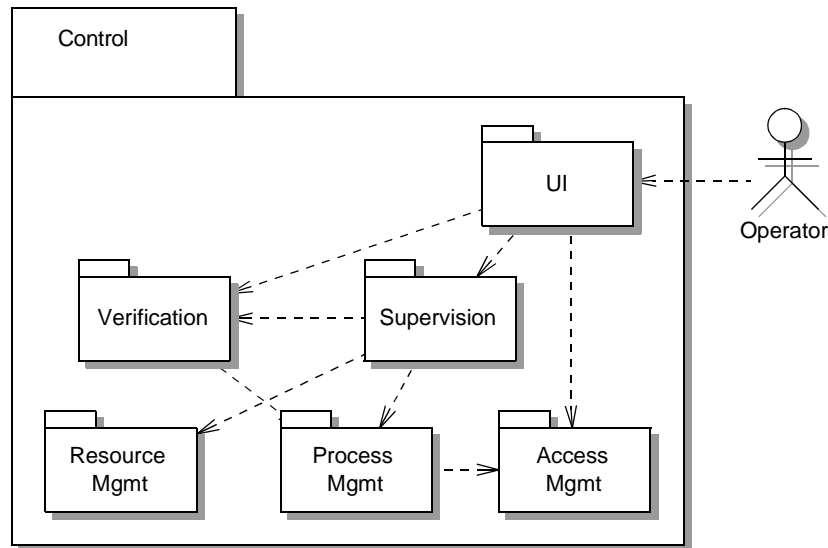 Control
UI
Operator
Verification
Supervision
Resource
Mgmt
Process
Mgmt
Access
Mgmt